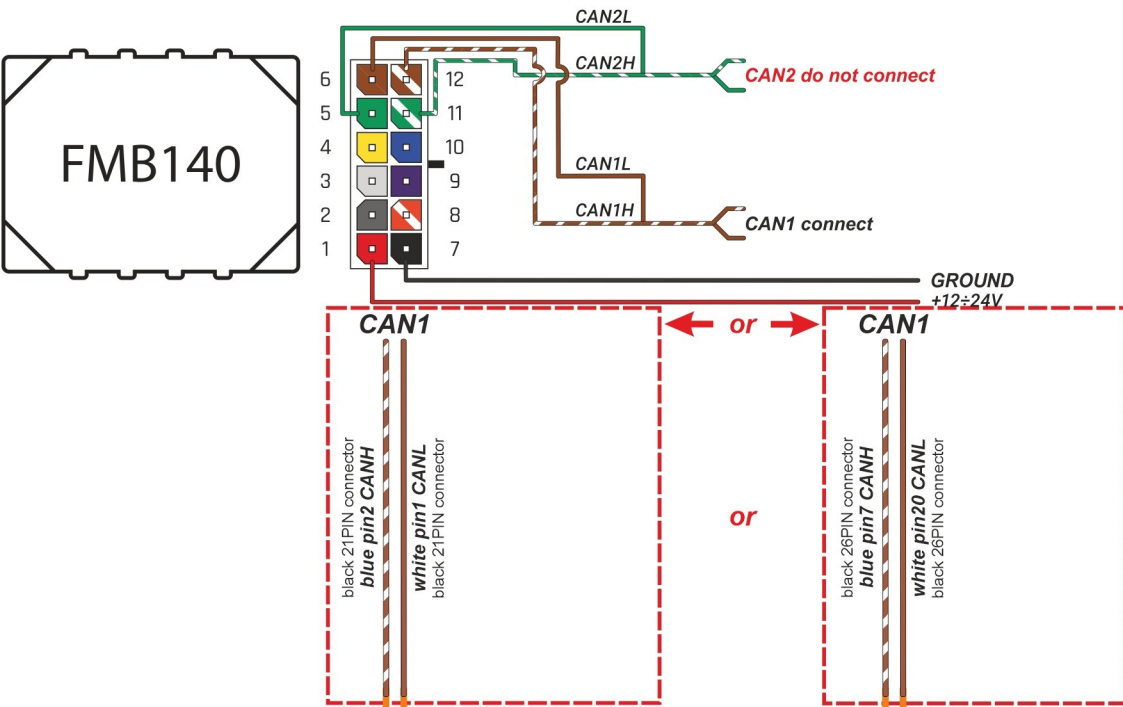 CAN2L
CAN2H
CAN2 do not connect
FMB140
6 12
5 11
4 10
3 9
2 8
1 7
CAN1L
CAN1H
CAN1 connect
GROUND
+12÷24V
CAN1
or
CAN1
black 21PIN connector
blue pin2 CANH
white pin1 CANL
black 21PIN connector
or
black 26PIN connector
blue pin7 CANH
white pin20 CANL
black 26PIN connector